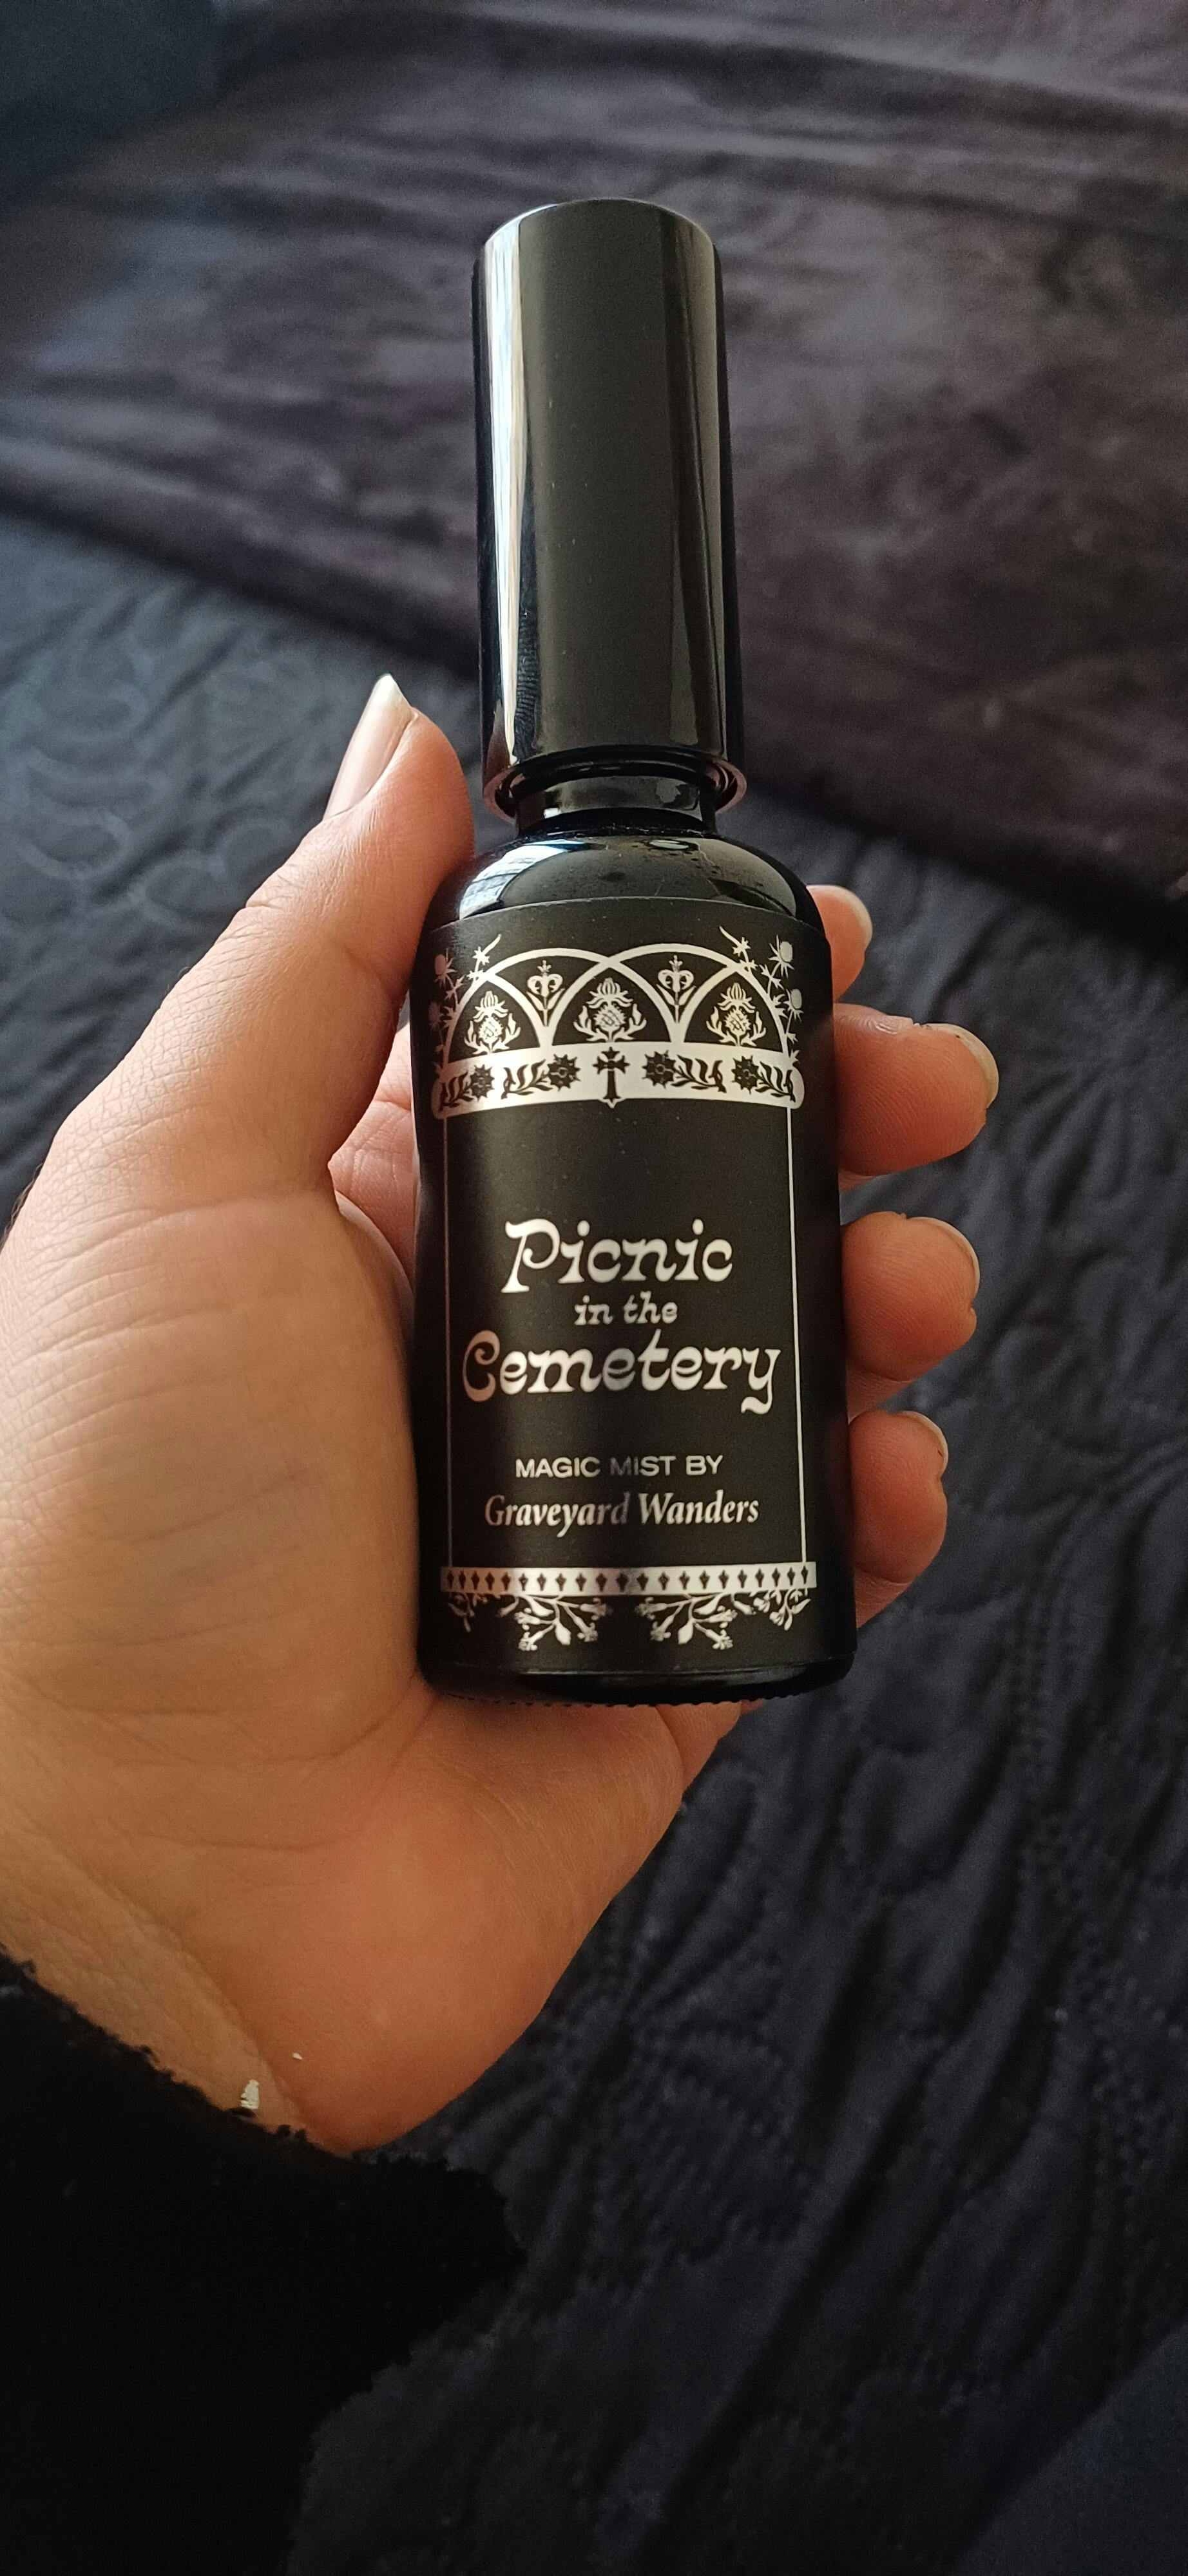 Picnic
in the
Cemetery
MAGIC MIST BY
Graveyard Wanders